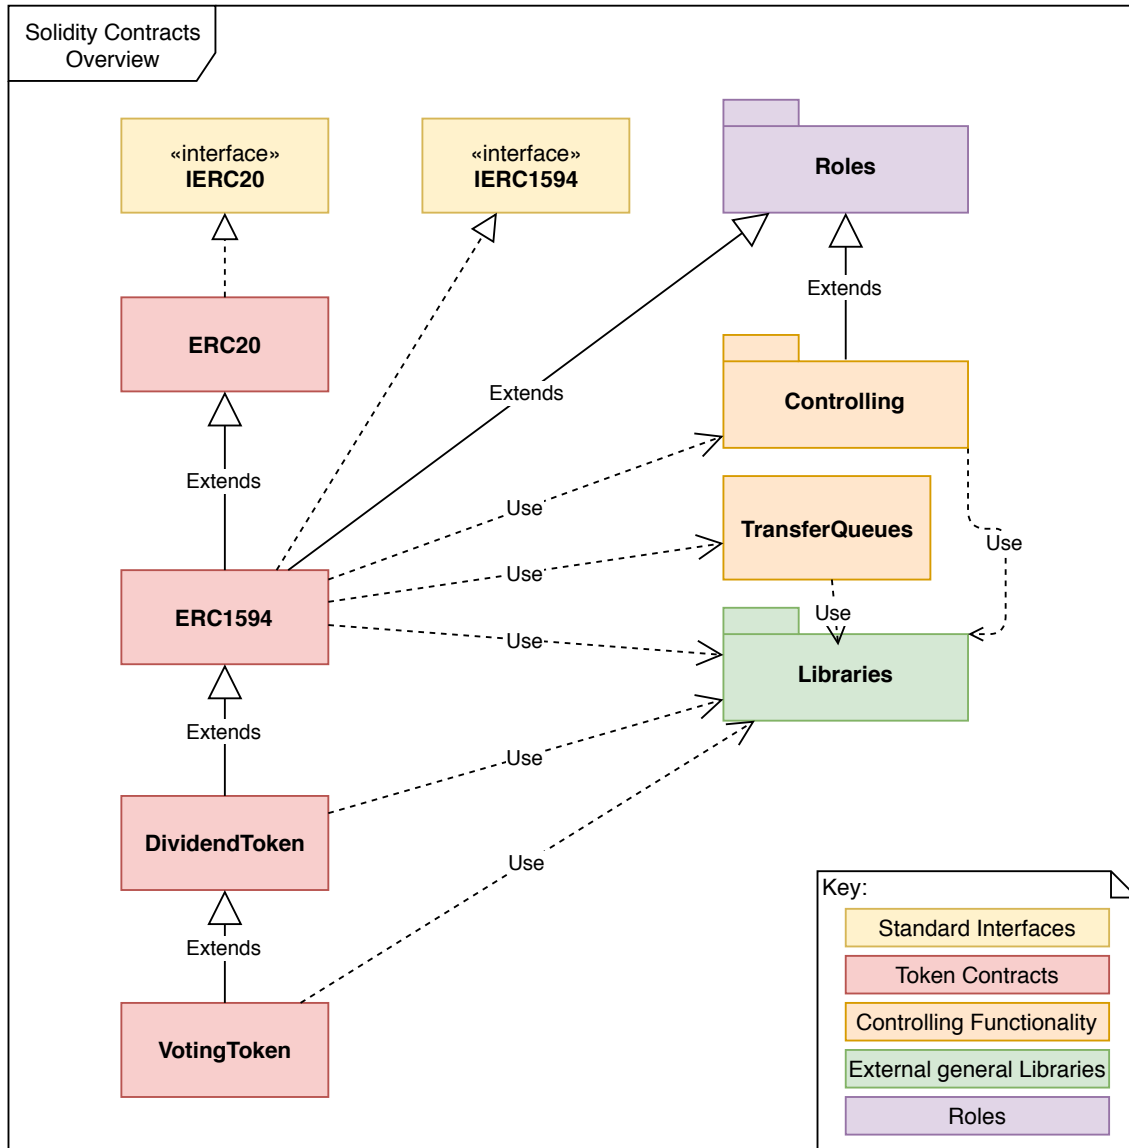 Solidity Contracts
Overview
«interface»
IERC20
«interface»
IERC1594
Roles
Extends
ERC20
Extends
Controlling
Extends
Use
TransferQueues
Use
Use
Use
ERC1594
Use
Libraries
Extends
Use
DividendToken
Use
Extends
VotingToken
Key:
Standard Interfaces
Token Contracts
Controlling Functionality
External general Libraries
Roles